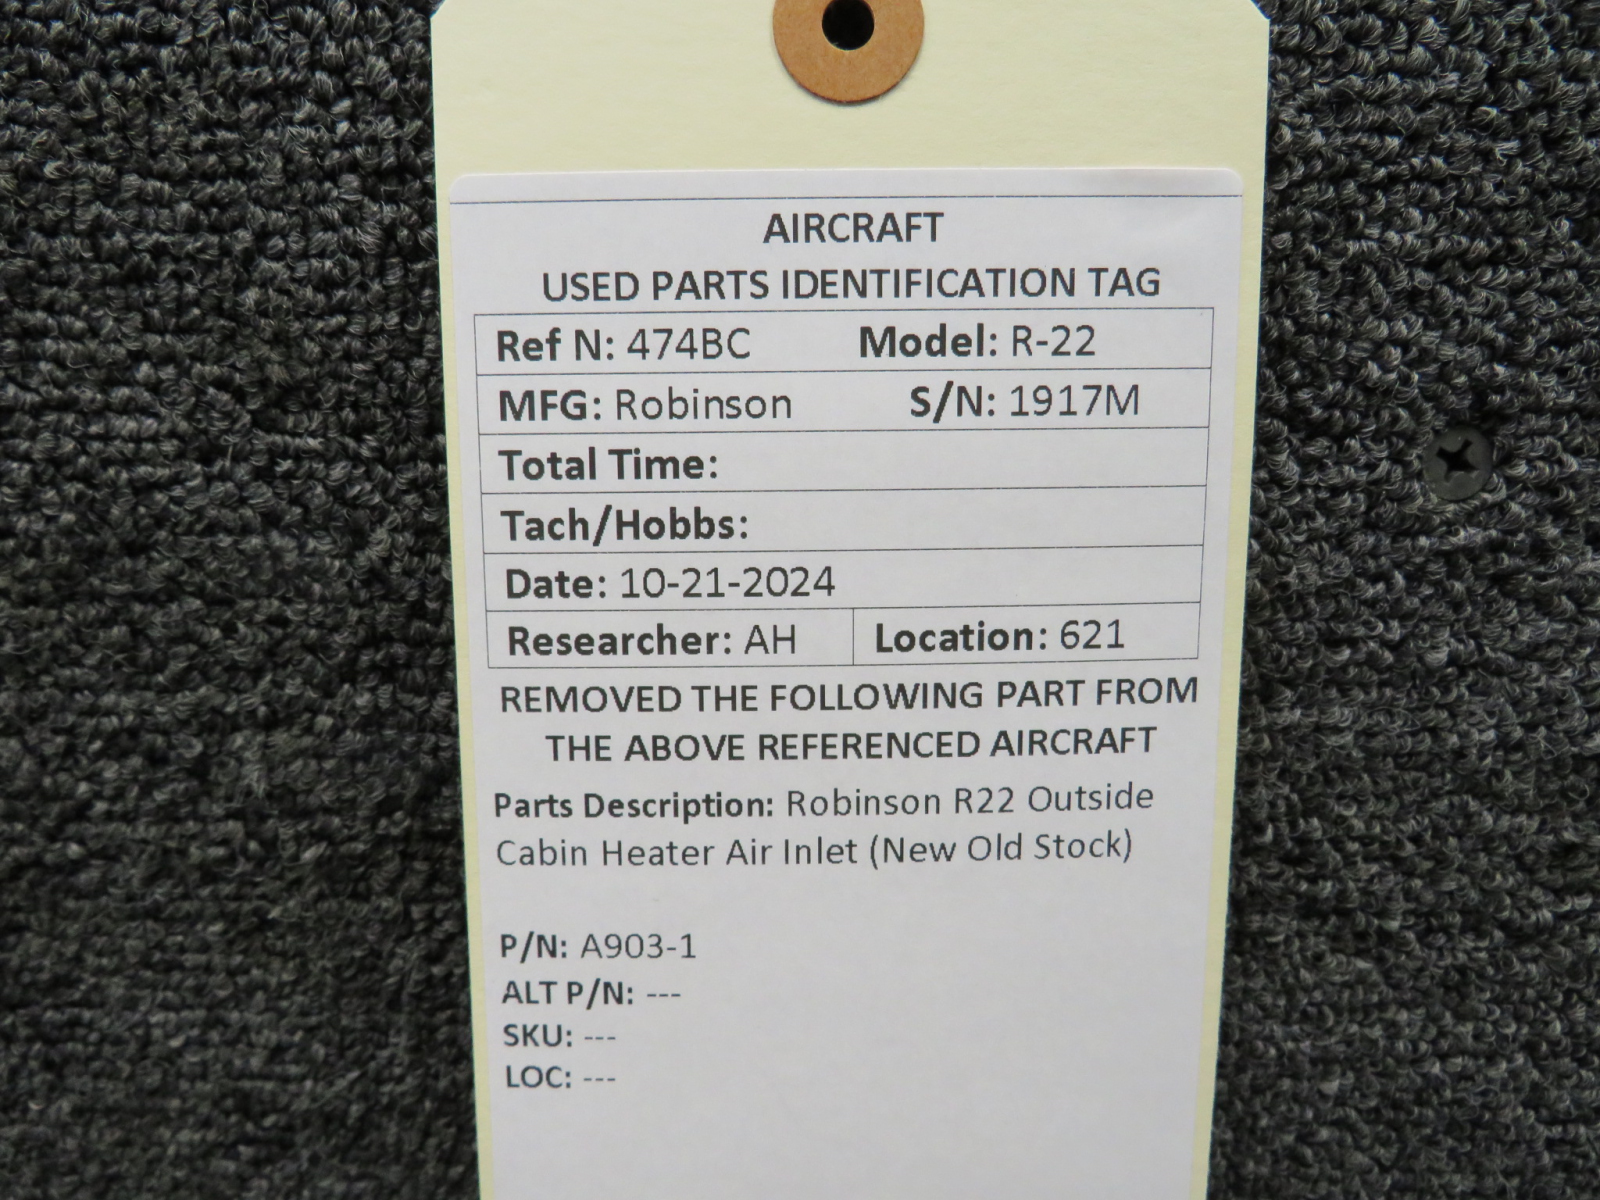 AIRCRAFT
USED PARTS IDENTIFICATION TAG
Ref N: 474BC Model: R-22
MFG: Robinson S/N: 1917M
Total Time:
Tach/Hobbs:
Date: 10-21-2024
Researcher: AH Location: 621
REMOVED THE FOLLOWING PART FROM
THE ABOVE REFERENCED AIRCRAFT
Parts Description: Robinson R22 Outside
Cabin Heater Air Inlet (New Old Stock)
P/N: A903-1
ALT P/N: ---
SKU: ---
LOC: ---